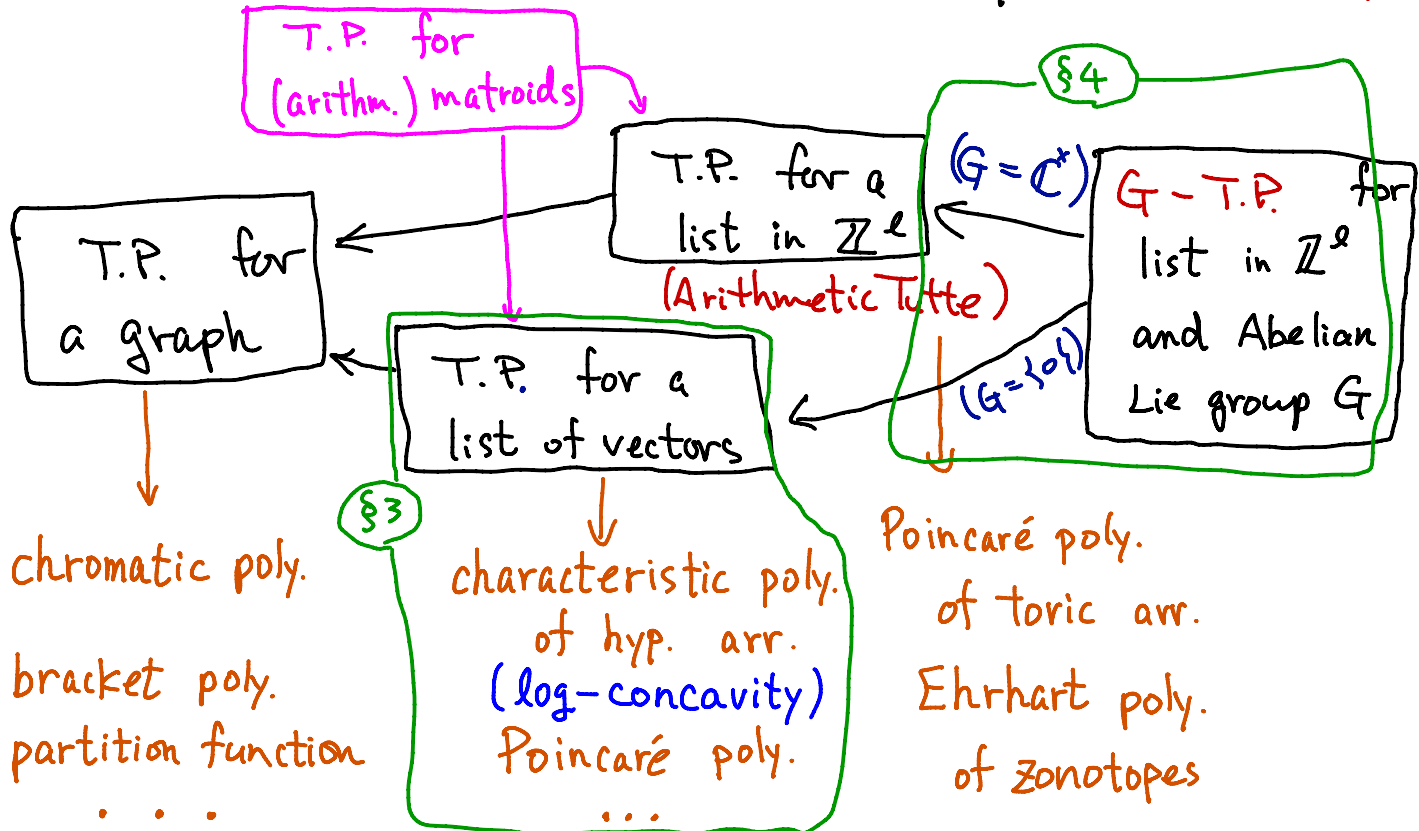 T.P. for
(arithm.) matroids
§4
T.P. for a
list in ℤ^ℓ
(Arithmetic Tutte)
(G = ℂ^×)
G-T.P. for
list in ℤ^ℓ
and Abelian
Lie group G
(G={0})
T.P. for
a graph
T.P. for a
list of vectors
§3
chromatic poly.
bracket poly.
partition function
. . .
characteristic poly.
of hyp. arr.
(log-concavity)
Poincaré poly.
...
Poincaré poly.
of toric arr.
Ehrhart poly.
of zonotopes